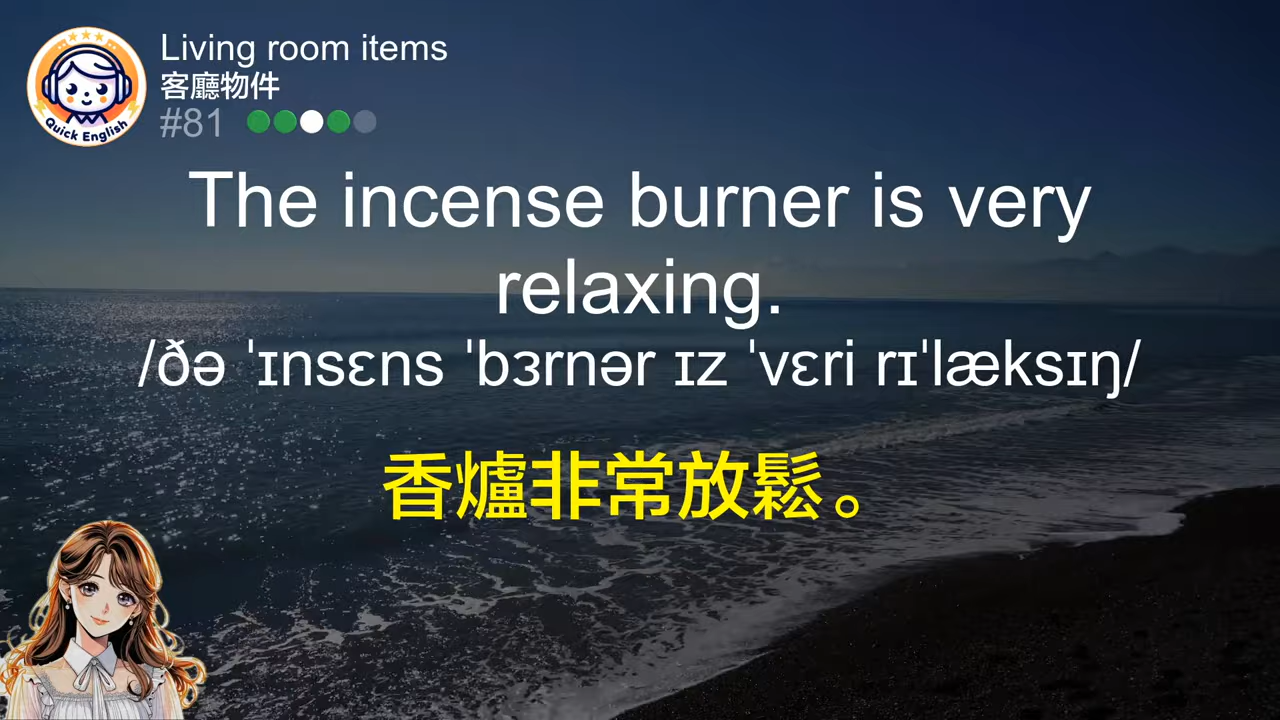 Quick English
Living room items
客廳物件
#81
The incense burner is very
relaxing.
/ðə ˈɪnsɛns ˈbɜrnər ɪz ˈvɛri rɪˈlæksɪŋ/
香爐非常放鬆。